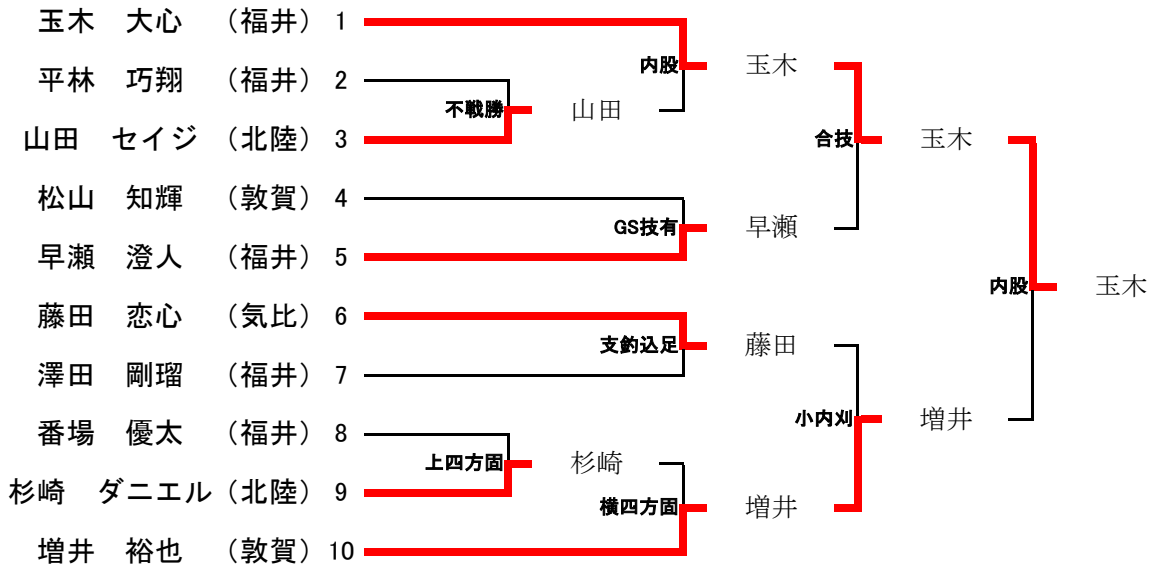 玉木　大心　（福井） 1
平林　巧翔　（福井） 2
山田　セイジ（北陸） 3
松山　知輝　（敦賀） 4
早瀬　澄人　（福井） 5
藤田　恋心　（気比） 6
澤田　剛瑠　（福井） 7
番場　優太　（福井） 8
杉崎　ダニエル（北陸） 9
増井　裕也　（敦賀） 10
不戦勝
山田
上四方固
杉崎
内股
玉木
GS技有
早瀬
支釣込足
藤田
横四方固
増井
合技
玉木
小内刈
増井
内股
玉木